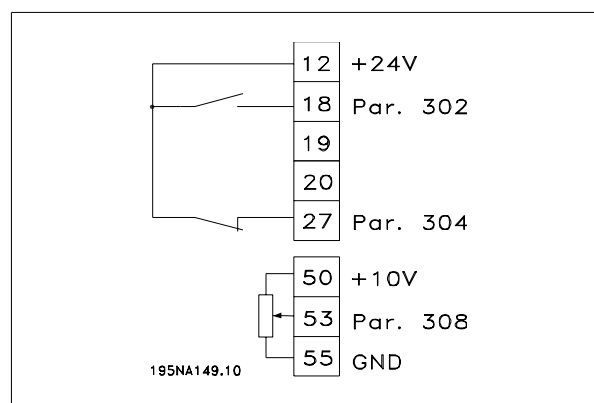 12 +24V
18 Par. 302
19
20
27 Par. 304
50 +10V
53 Par. 308
55 GND
195NA149.10